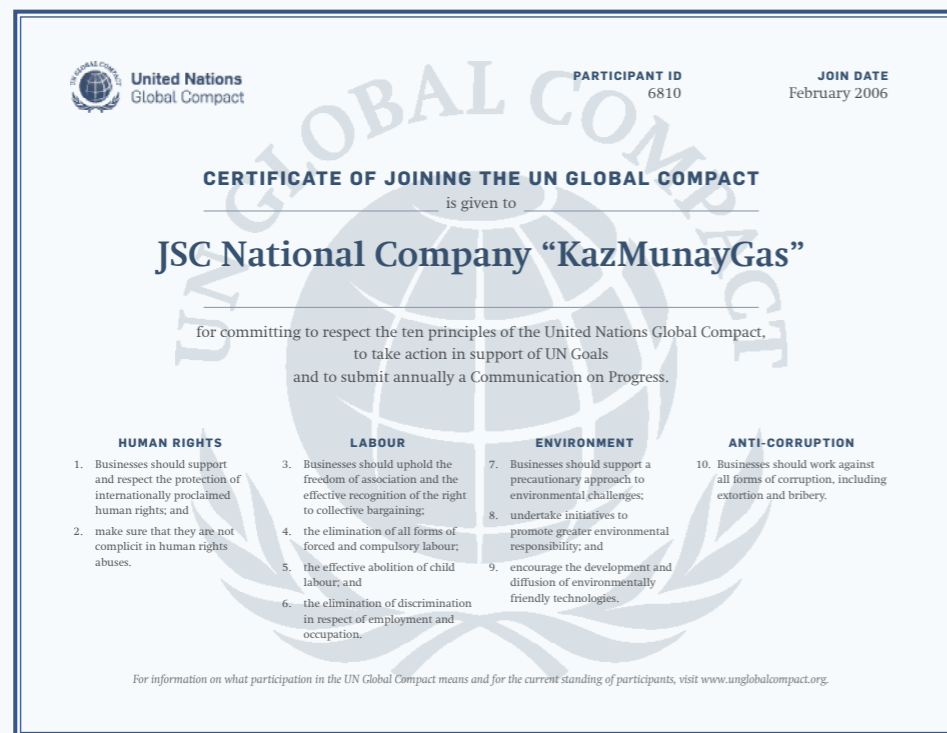 UN GLOBAL COMPACT
United Nations
Global Compact
PARTICIPANT ID
6810
JOIN DATE
February 2006
UN GLOBAL COMPACT
CERTIFICATE OF JOINING THE UN GLOBAL COMPACT
is given to
JSC National Company “KazMunayGas”
for committing to respect the ten principles of the United Nations Global Compact,
to take action in support of UN Goals
and to submit annually a Communication on Progress.
HUMAN RIGHTS
1. Businesses should support
and respect the protection of
internationally proclaimed
human rights; and
2. make sure that they are not
complicit in human rights
abuses.
LABOUR
3. Businesses should uphold the
freedom of association and the
effective recognition of the right
to collective bargaining;
4. the elimination of all forms of
forced and compulsory labour;
5. the effective abolition of child
labour; and
6. the elimination of discrimination
in respect of employment and
occupation.
ENVIRONMENT
7. Businesses should support a
precautionary approach to
environmental challenges;
8. undertake initiatives to
promote greater environmental
responsibility; and
9. encourage the development and
diffusion of environmentally
friendly technologies.
ANTI-CORRUPTION
10. Businesses should work against
all forms of corruption, including
extortion and bribery.
For information on what participation in the UN Global Compact means and for the current standing of participants, visit www.unglobalcompact.org.